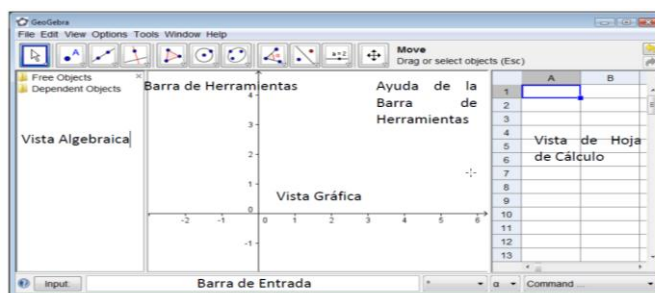 GeoGebra
File Edit View Options Tools Window Help
A
a=2
Move
Drag or select objects (Esc)
Free Objects
Dependent Objects
Vista Algebraica
Barra de Herramientas
Ayuda de la
Barra de
Herramientas
Vista Gráfica
4
3
2
1
0
-1
-2 -1 0 1 2 3 4 5 6
A B
1
2
3
4
5
6
7
8
9
10
11
12
13
Vista de Hoja
de Cálculo
Input:
Barra de Entrada
α
Command ...